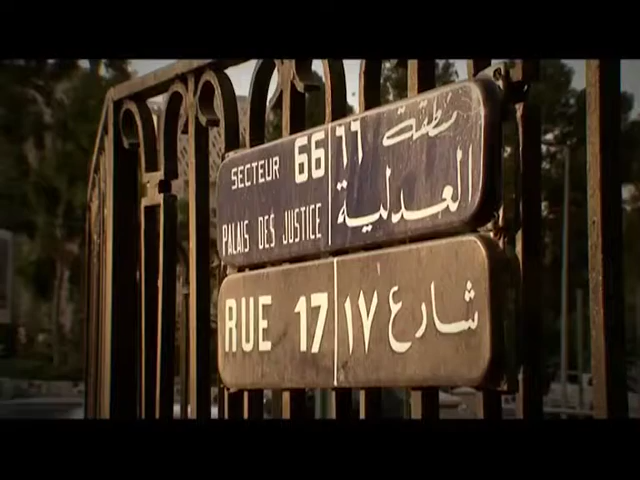 SECTEUR 66
PALAIS DES JUSTICE
٦٦ منطقة
العدلية
RUE 17
شارع ١٧